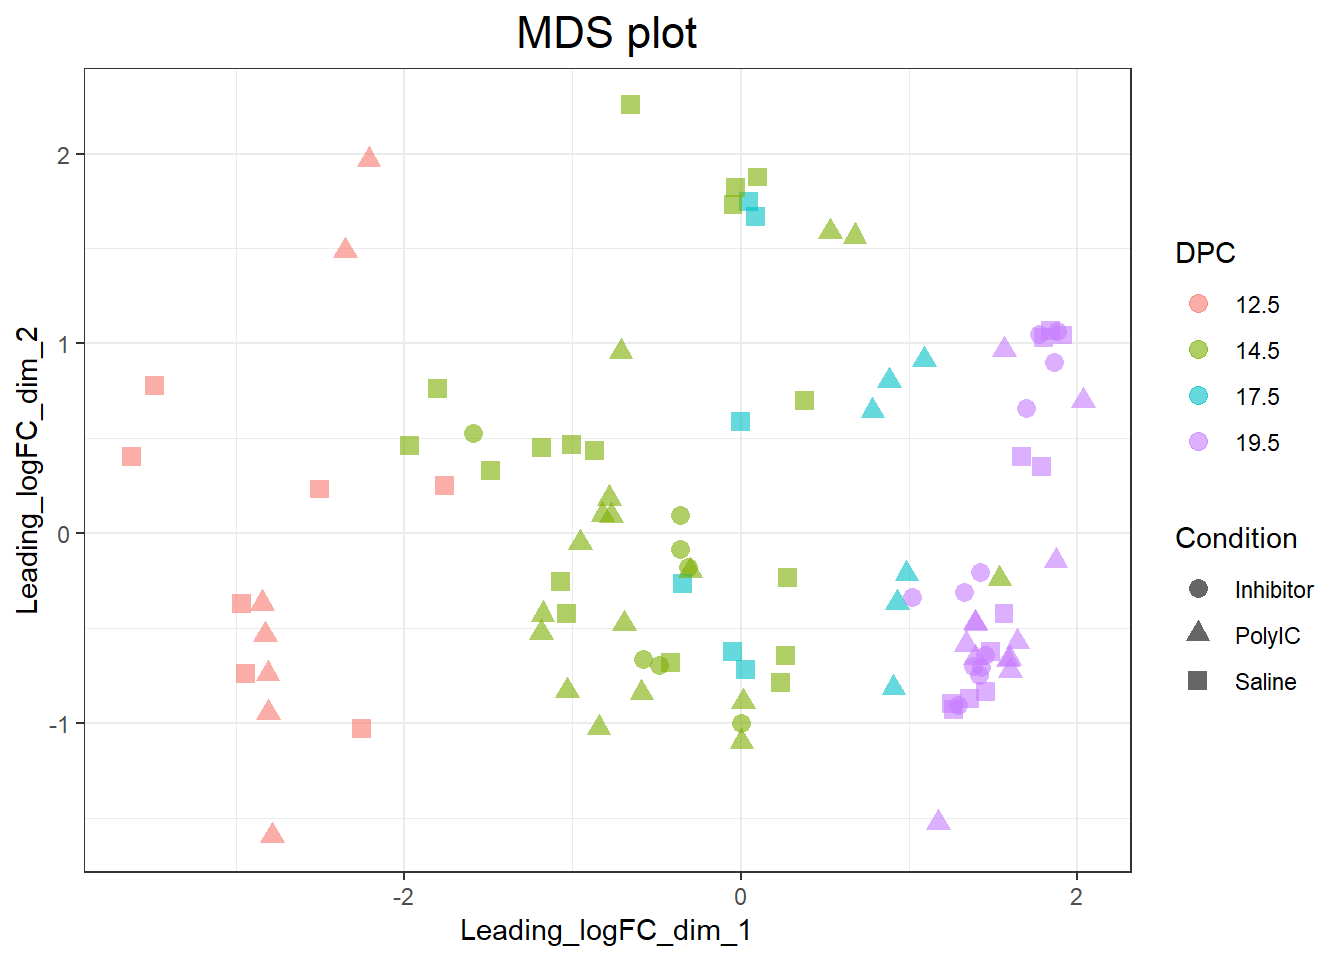 MDS plot
Leading_logFC_dim_2
2
1
0
-1
-2
0
2
Leading_logFC_dim_1
DPC
12.5
14.5
17.5
19.5
Condition
Inhibitor
PolyIC
Saline